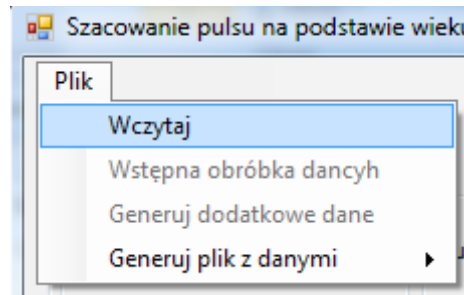 Szacowanie pulsu na podstawie wieku
Plik
Wczytaj
Wstępna obróbka dancyh
Generuj dodatkowe dane
Generuj plik z danymi